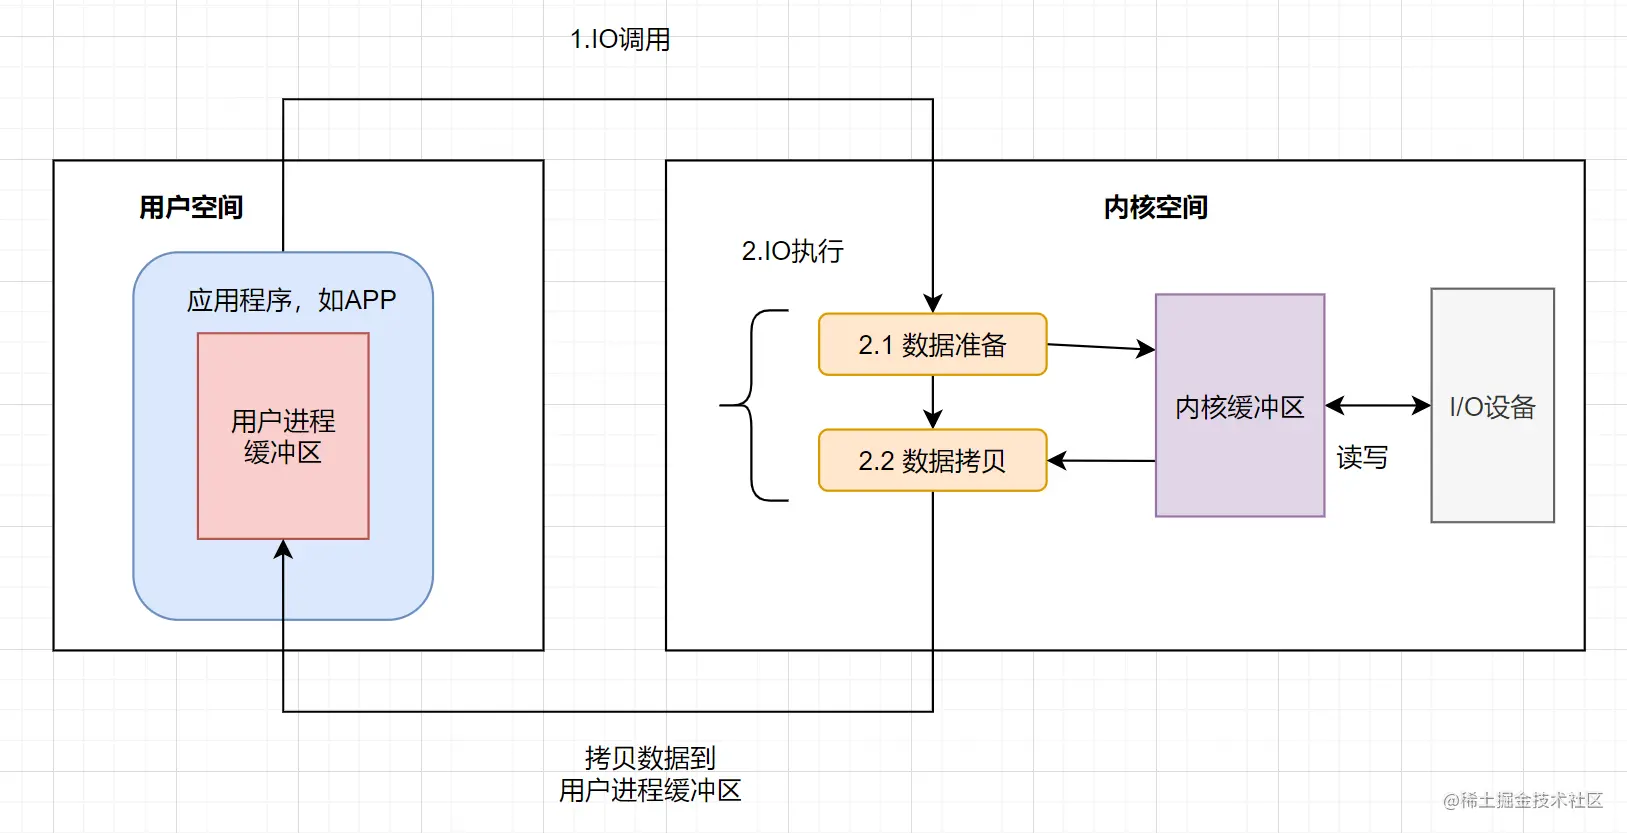 1.IO调用
用户空间
内核空间
2.IO执行
应用程序，如APP
2.1 数据准备
用户进程
缓冲区
内核缓冲区
I/O设备
2.2 数据拷贝
读写
拷贝数据到
用户进程缓冲区
@稀土掘金技术社区